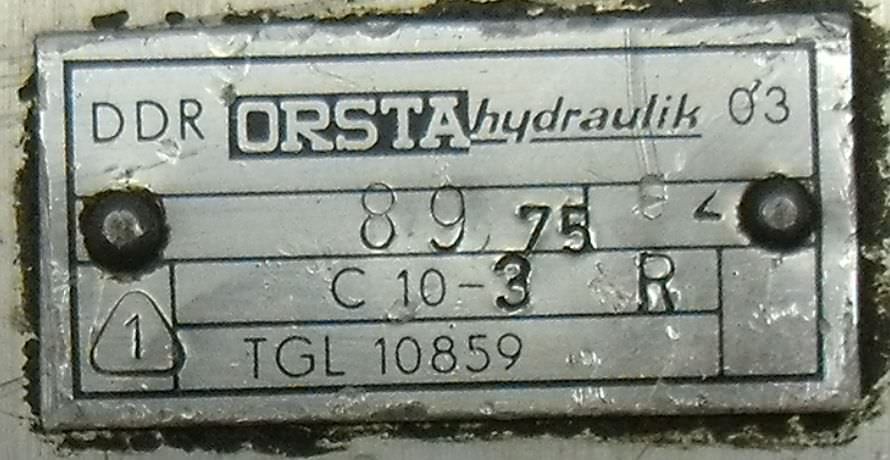 DDR ORSTA hydraulik 03
89 75
C 10-3 R
1
TGL 10859